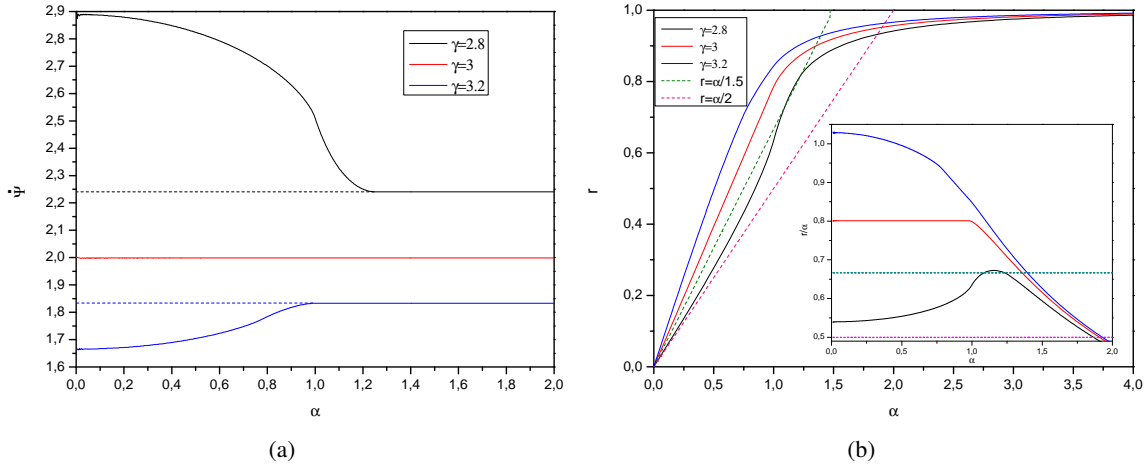 2,9
2,8
2,7
2,6
2,5
2,4
2,3
2,2
2,1
2,0
1,9
1,8
1,7
1,6
Ψ̇
0,0 0,2 0,4 0,6 0,8 1,0 1,2 1,4 1,6 1,8 2,0
α
γ=2.8
γ=3
γ=3.2
(a)
1,0
0,8
0,6
0,4
0,2
0,0
r
0,0 0,5 1,0 1,5 2,0 2,5 3,0 3,5 4,0
α
γ=2.8
γ=3
γ=3.2
r=α/1.5
r=α/2
1,0
0,9
0,8
0,7
0,6
0,5
r/α
0,0 0,5 1,0 1,5 2,0
α
(b)